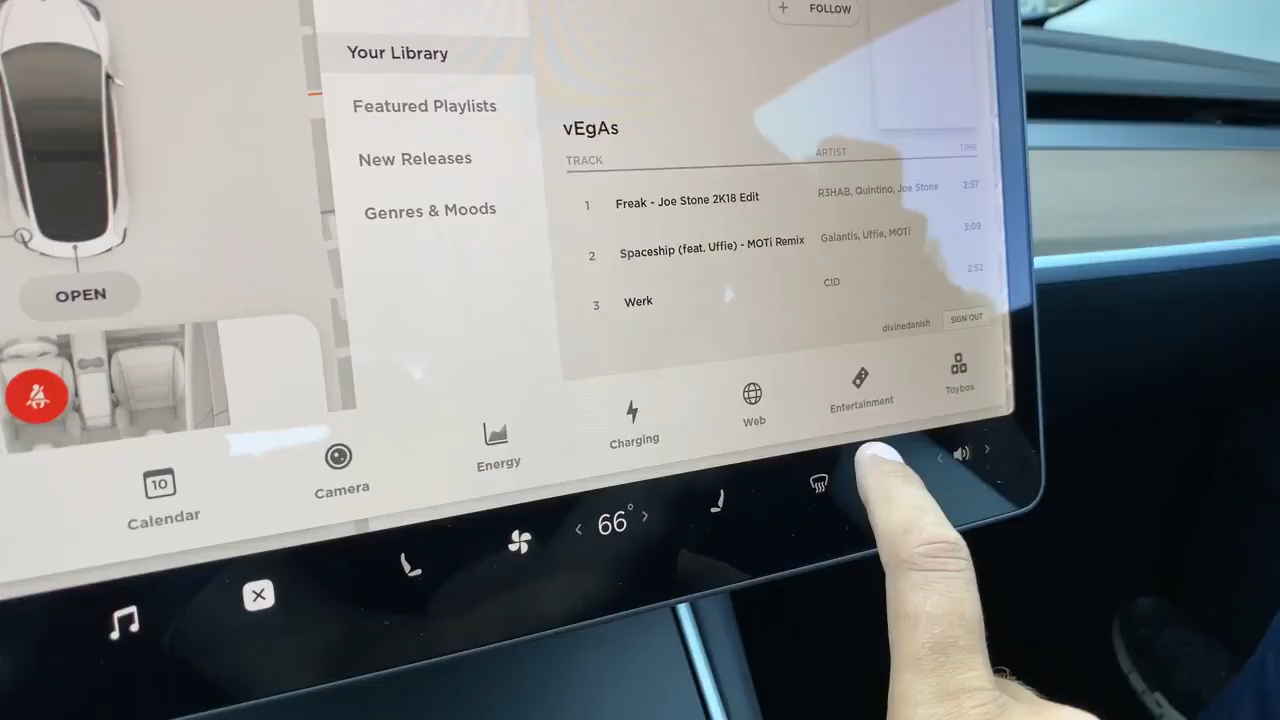 + FOLLOW
Your Library
Featured Playlists
New Releases
Genres & Moods
vEgAs
TRACK ARTIST TIME
1 Freak - Joe Stone 2K18 Edit R3HAB, Quintino, Joe Stone 2:57
2 Spaceship (feat. Uffie) - MOTi Remix Galantis, Uffie, MOTi 3:09
3 Werk CID 2:52
divinedanish SIGN OUT
OPEN
10
Calendar
Camera
Energy
Charging
Web
Entertainment
Toybox
< 66° >